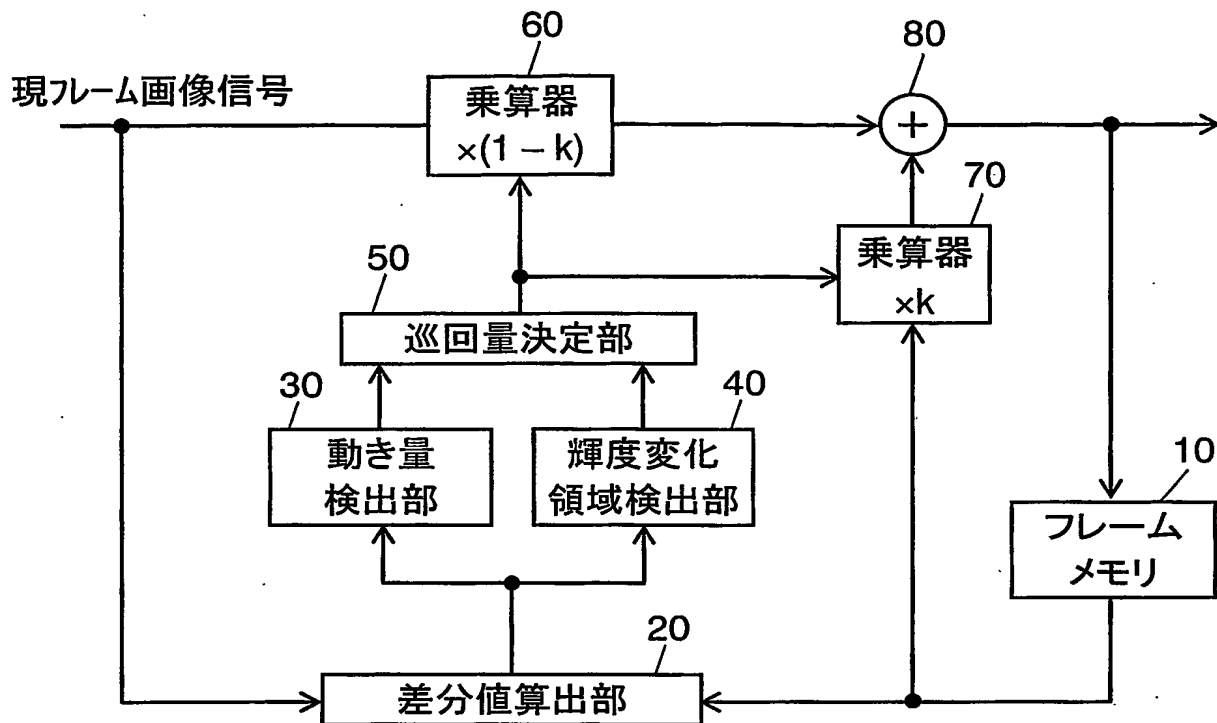 60
80
現フレーム画像信号
乗算器
×(1 − k)
+
70
乗算器
×k
50
巡回量決定部
30
40
動き量
検出部
輝度変化
領域検出部
10
フレーム
メモリ
20
差分値算出部